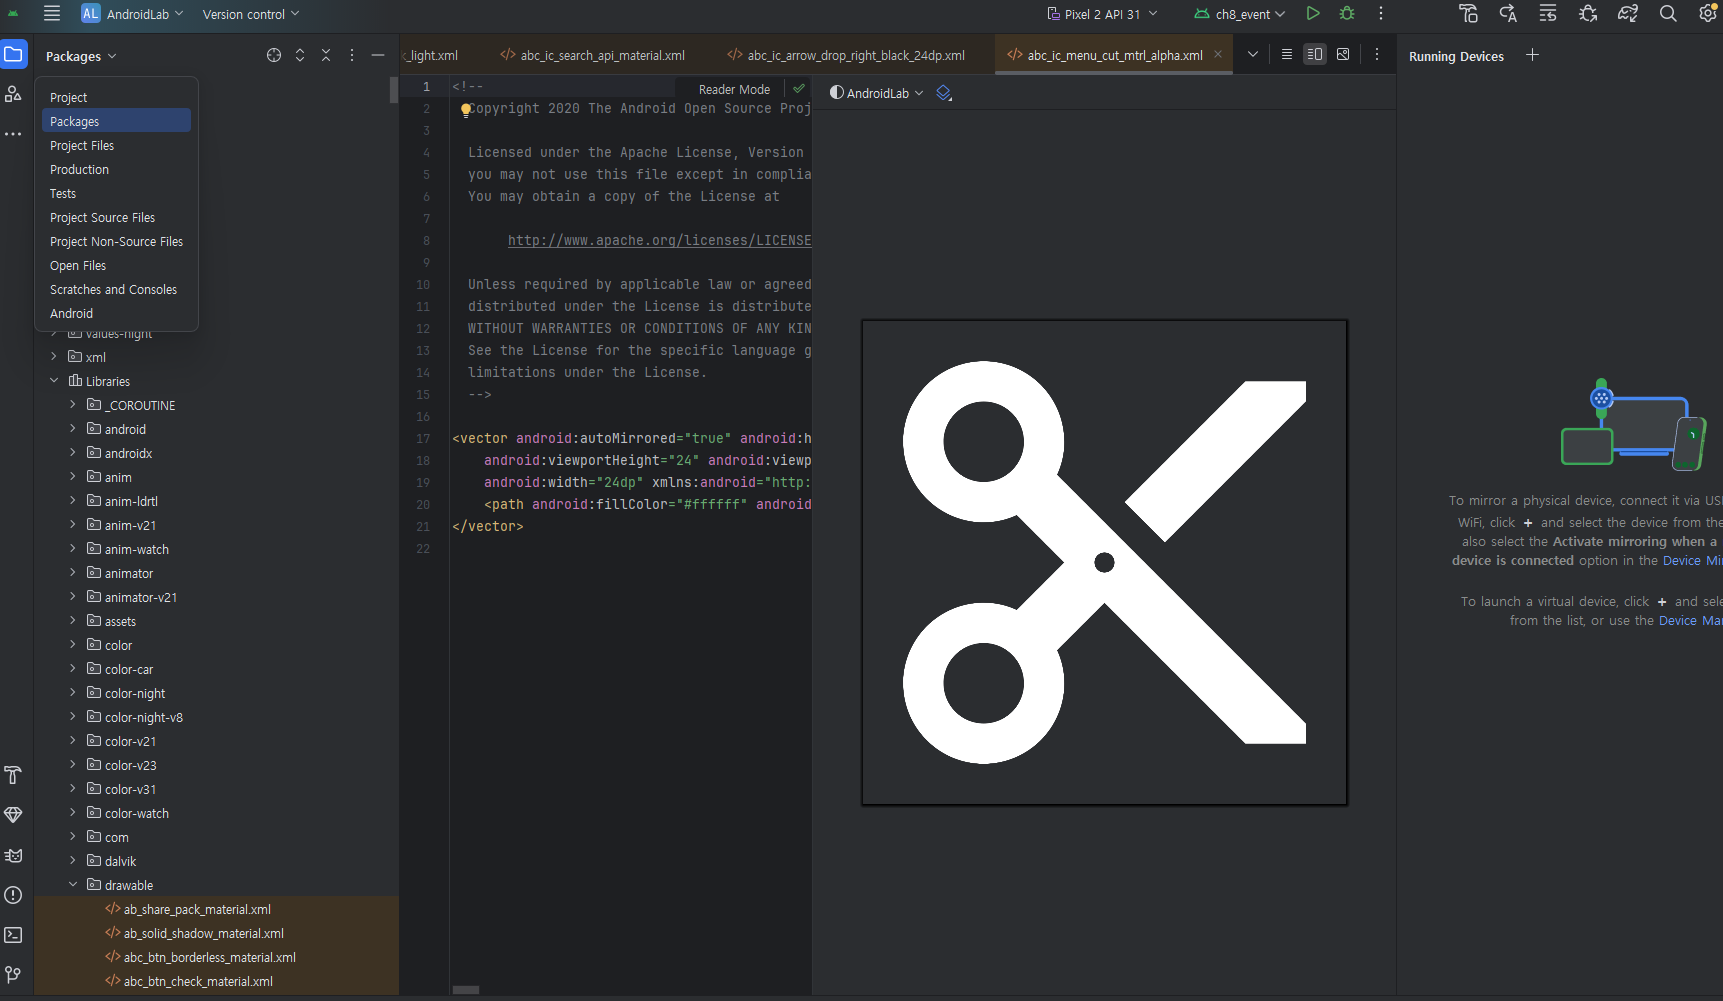 AL AndroidLab
Version control
Pixel 2 API 31
ch8_event
Packages
Project
Packages
Project Files
Production
Tests
Project Source Files
Project Non-Source Files
Open Files
Scratches and Consoles
Android
values-night
xml
Libraries
_COROUTINE
android
androidx
anim
anim-ldrtl
anim-v21
anim-watch
animator
animator-v21
assets
color
color-car
color-night
color-night-v8
color-v21
color-v23
color-v31
color-watch
com
dalvik
drawable
ab_share_pack_material.xml
ab_solid_shadow_material.xml
abc_btn_borderless_material.xml
abc_btn_check_material.xml
_light.xml
abc_ic_search_api_material.xml
abc_ic_arrow_drop_right_black_24dp.xml
abc_ic_menu_cut_mtrl_alpha.xml
Reader Mode
1 <!--
2 Copyright 2020 The Android Open Source Proj
3
4 Licensed under the Apache License, Version
5 you may not use this file except in complia
6 You may obtain a copy of the License at
7
8 http://www.apache.org/licenses/LICENSE
9
10 Unless required by applicable law or agreed
11 distributed under the License is distribute
12 WITHOUT WARRANTIES OR CONDITIONS OF ANY KIN
13 See the License for the specific language g
14 limitations under the License.
15 -->
16
17 <vector android:autoMirrored="true" android:h
18 android:viewportHeight="24" android:viewp
19 android:width="24dp" xmlns:android="http:
20 <path android:fillColor="#ffffff" android
21 </vector>
22
AndroidLab
Running Devices
To mirror a physical device, connect it via US
WiFi, click + and select the device from the
also select the Activate mirroring when a
device is connected option in the Device Mir
To launch a virtual device, click + and sele
from the list, or use the Device Ma